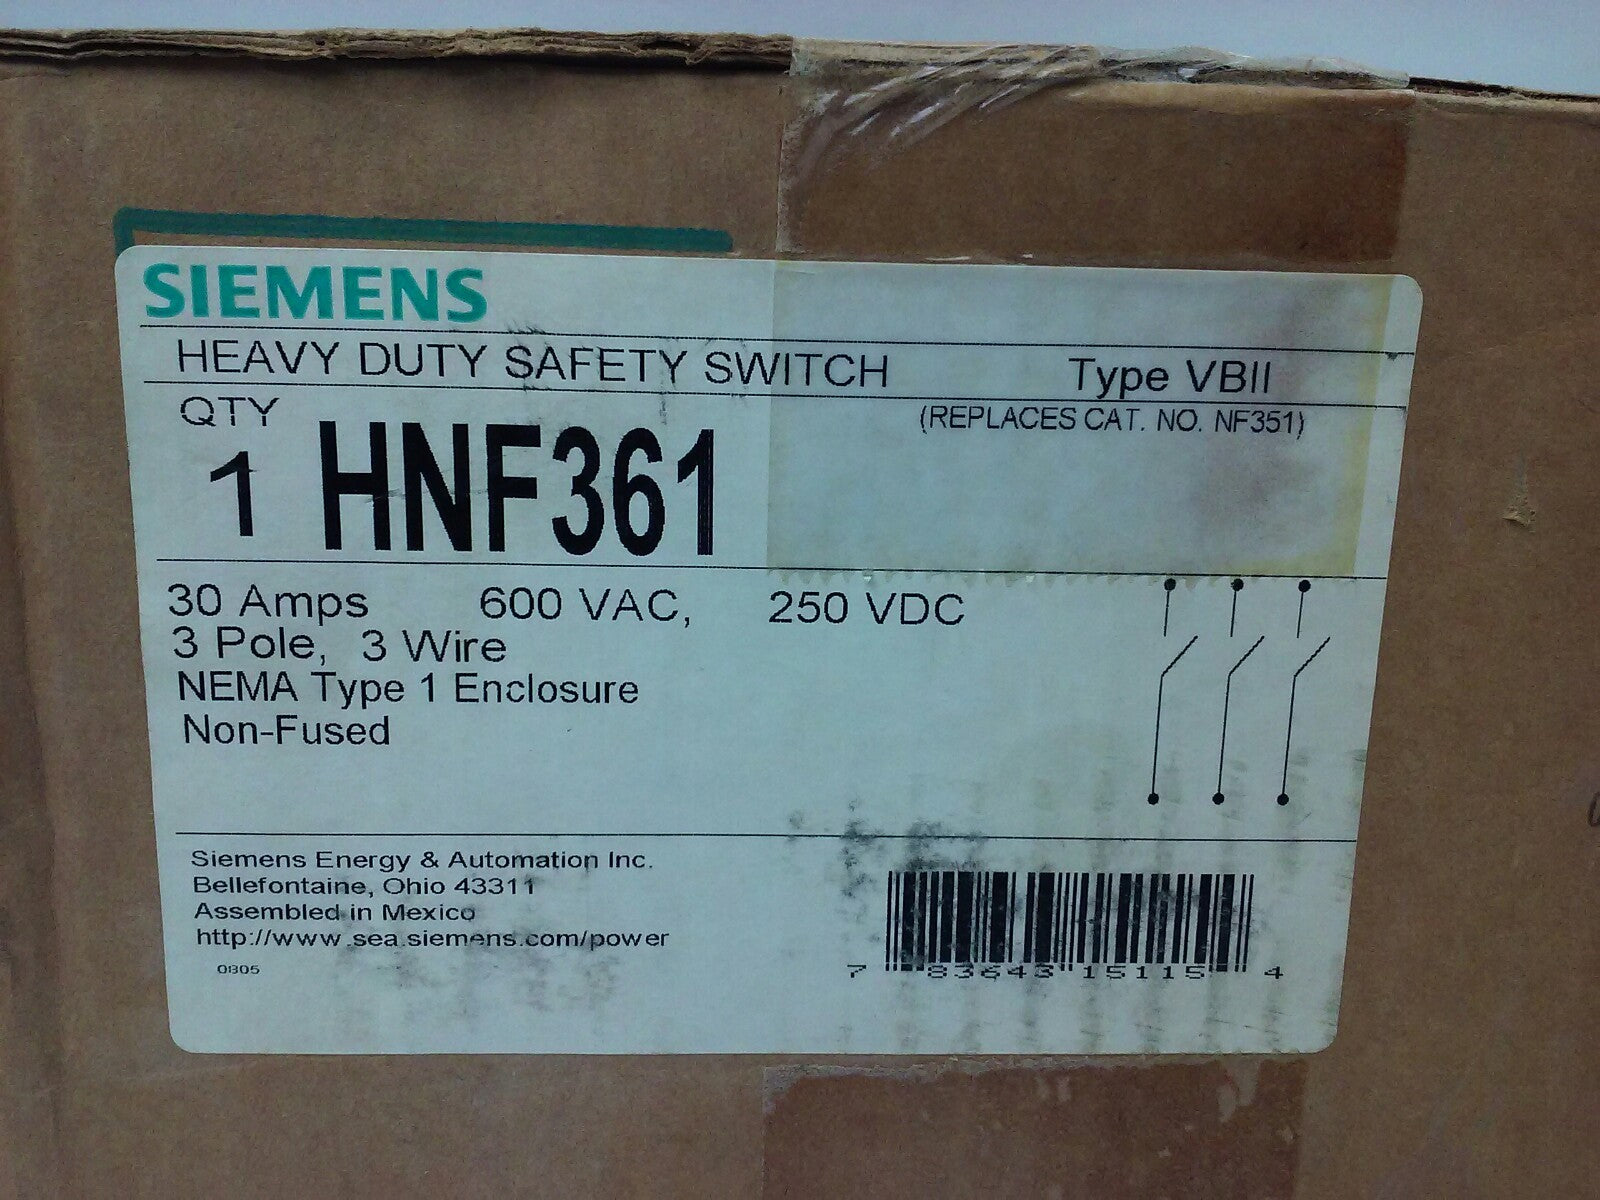 SIEMENS
HEAVY DUTY SAFETY SWITCH Type VBII
QTY (REPLACES CAT. NO. NF351)
1 HNF361
30 Amps 600 VAC, 250 VDC
3 Pole, 3 Wire
NEMA Type 1 Enclosure
Non-Fused
Siemens Energy & Automation Inc.
Bellefontaine, Ohio 43311
Assembled in Mexico
http://www.sea.siemens.com/power
0805
7 83643 15115 4